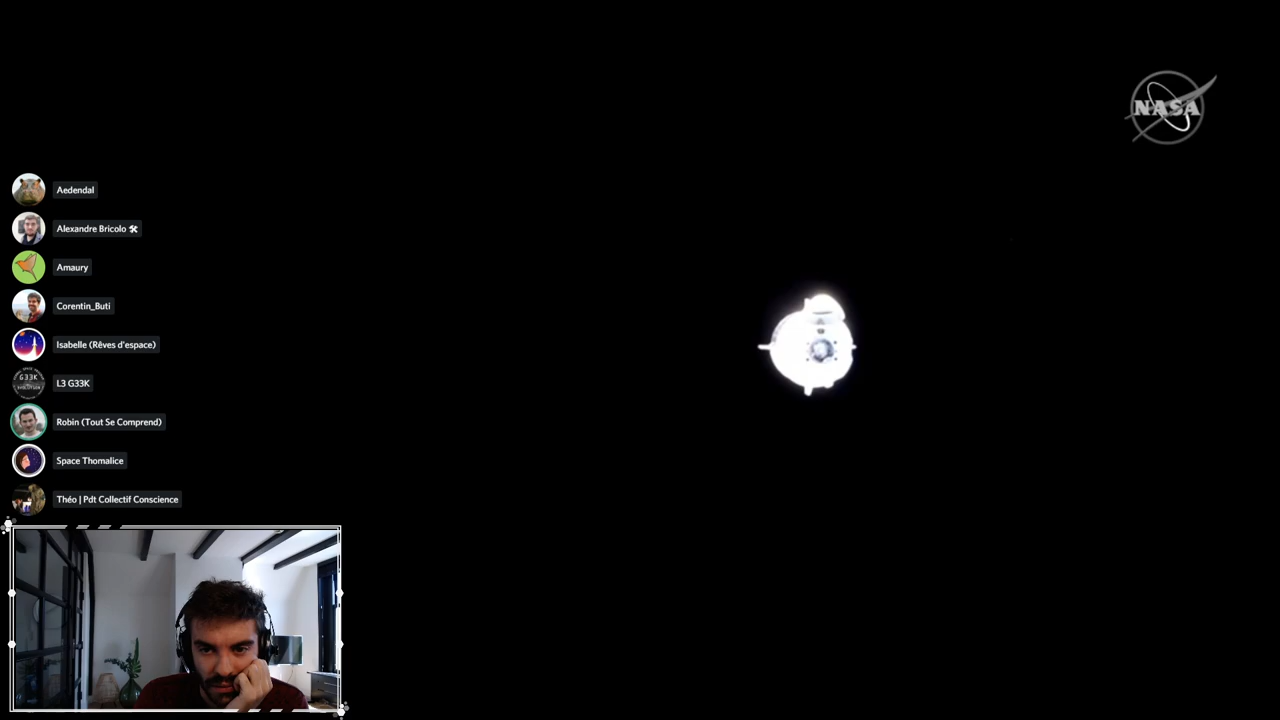 NASA
Aedendal
Alexandre Bricolo 🛠
Amaury
Corentin_Buti
Isabelle (Rêves d'espace)
L3 G33K
Robin (Tout Se Comprend)
Space Thomalice
Théo | Pdt Collectif Conscience
G33K